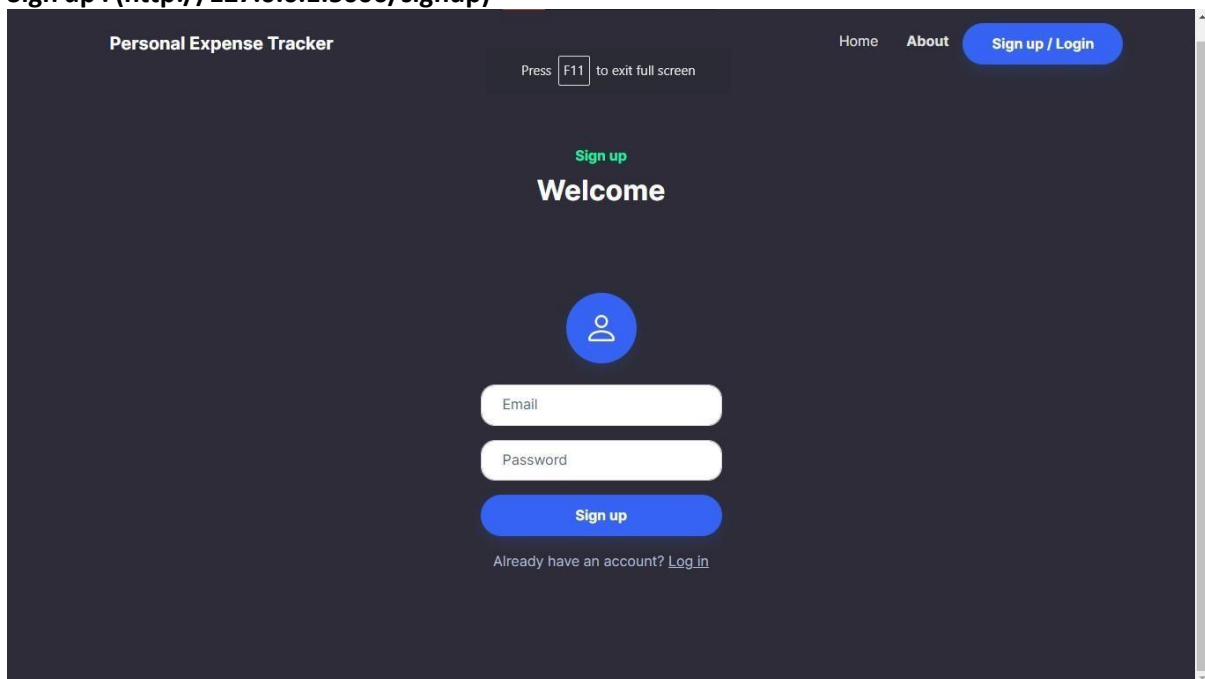 Personal Expense Tracker
Home About Sign up / Login
Press F11 to exit full screen
Sign up
Welcome
Email
Password
Sign up
Already have an account? Log in